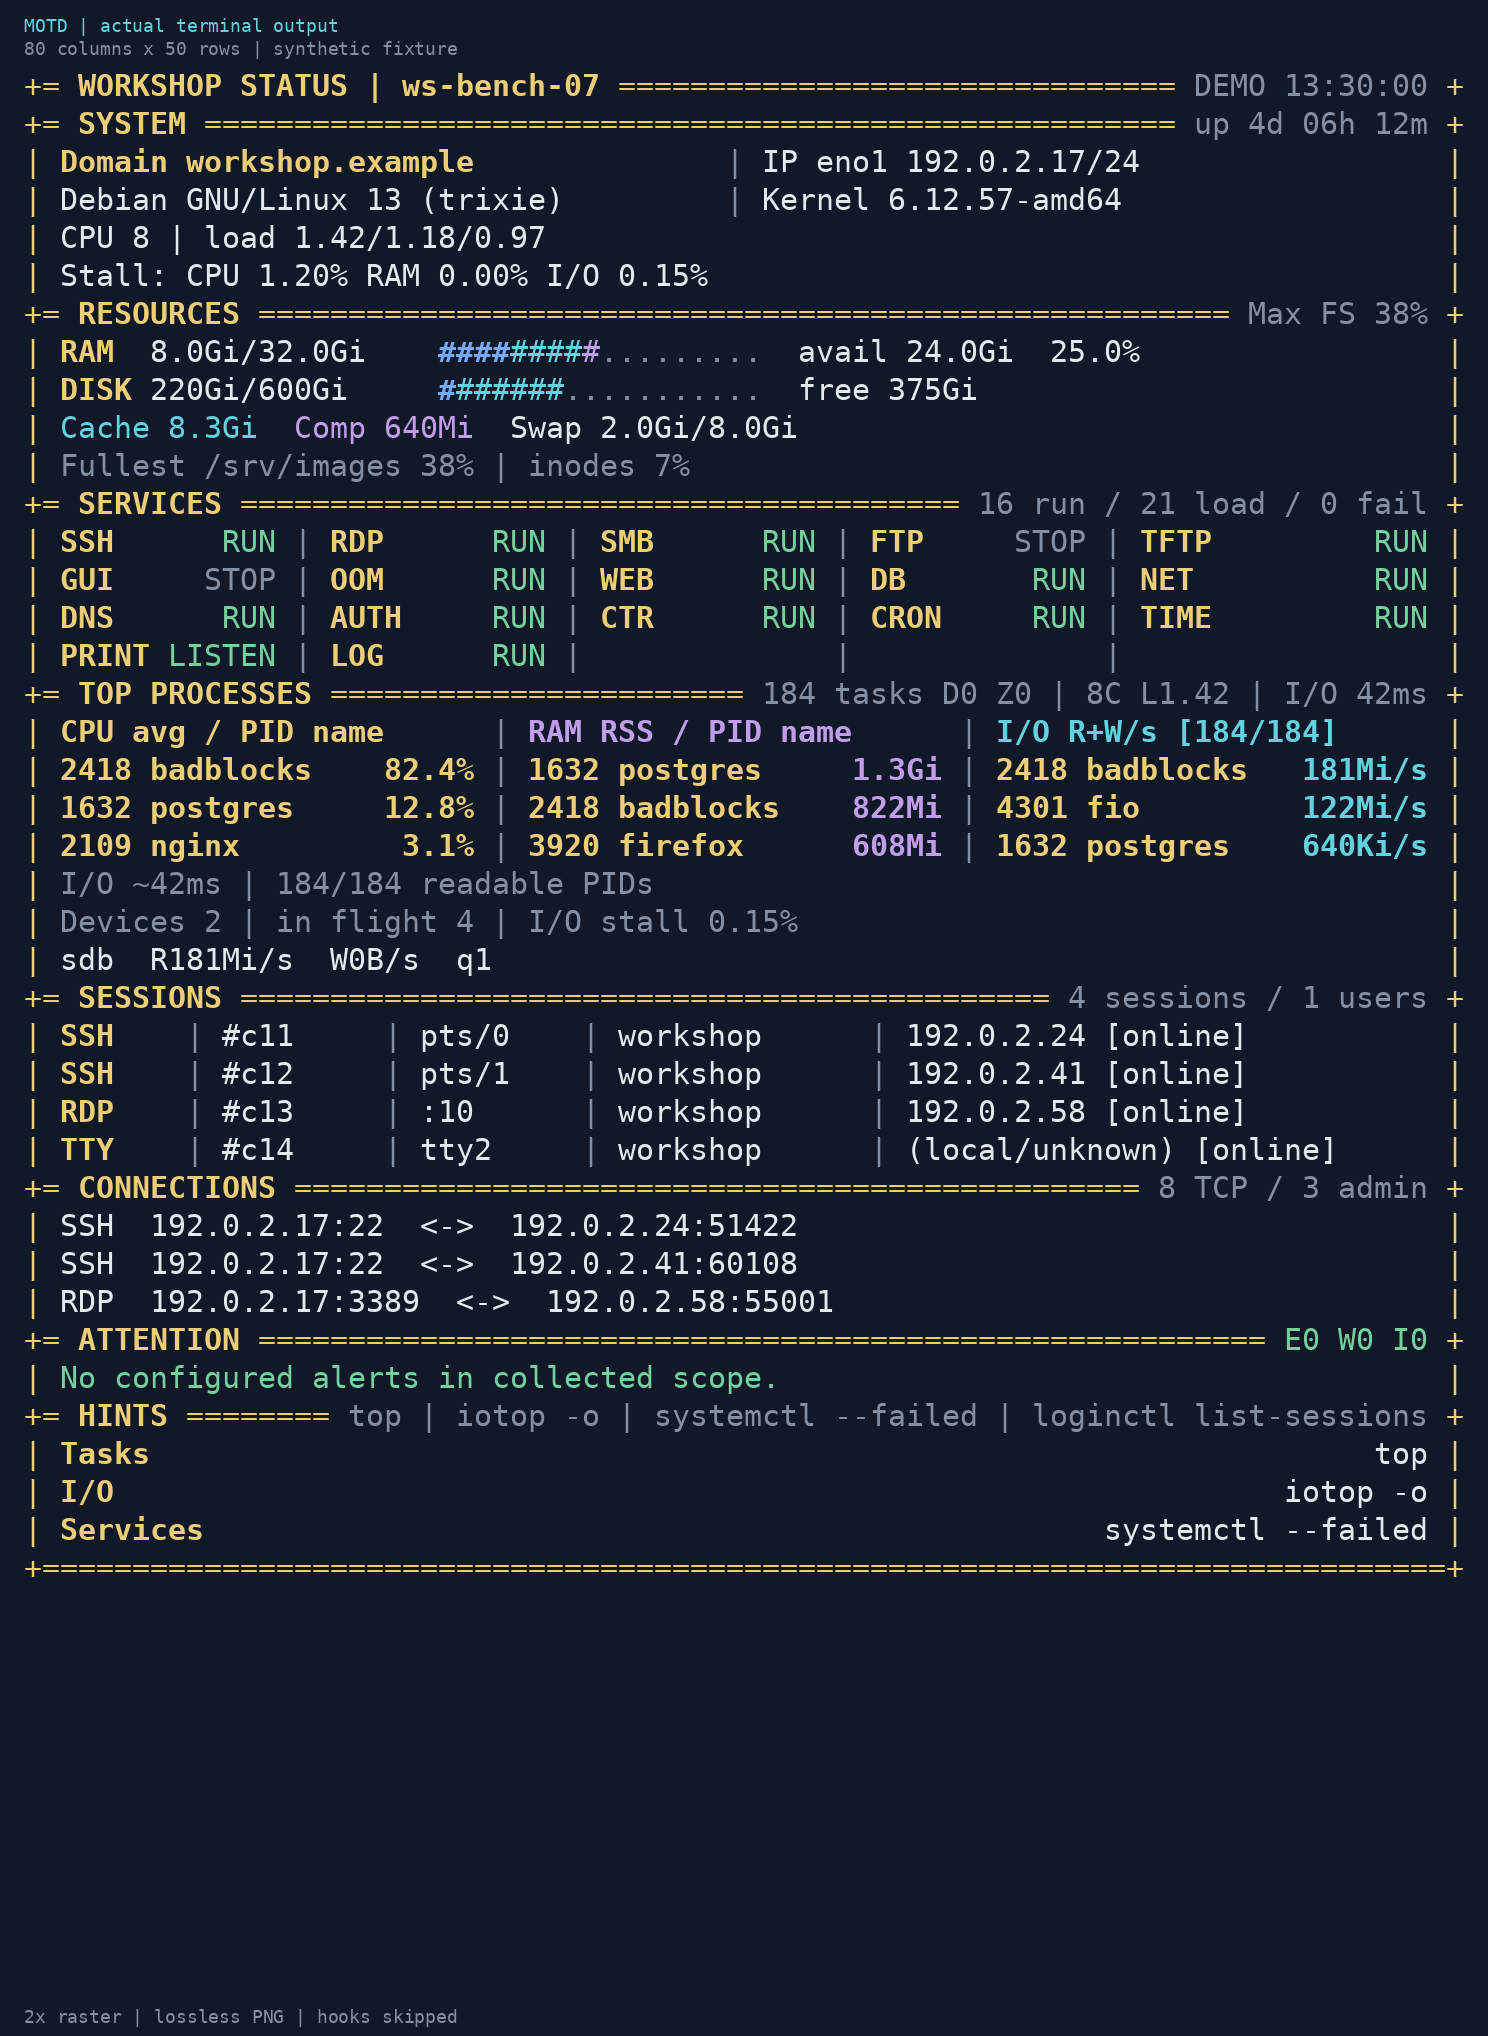 MOTD | actual terminal output
80 columns x 50 rows | synthetic fixture
+= WORKSHOP STATUS | ws-bench-07 =============================== DEMO 13:30:00 +
+= SYSTEM ====================================================== up 4d 06h 12m +
| Domain workshop.example              | IP eno1 192.0.2.17/24                 |
| Debian GNU/Linux 13 (trixie)         | Kernel 6.12.57-amd64                  |
| CPU 8 | load 1.42/1.18/0.97                                                  |
| Stall: CPU 1.20% RAM 0.00% I/O 0.15%                                         |
+= RESOURCES ====================================================== Max FS 38% +
| RAM  8.0Gi/32.0Gi    #########.........  avail 24.0Gi  25.0%                 |
| DISK 220Gi/600Gi     #######...........  free 375Gi                          |
| Cache 8.3Gi  Comp 640Mi  Swap 2.0Gi/8.0Gi                                    |
| Fullest /srv/images 38% | inodes 7%                                          |
+= SERVICES ======================================== 16 run / 21 load / 0 fail +
| SSH      RUN | RDP      RUN | SMB      RUN | FTP     STOP | TFTP         RUN |
| GUI     STOP | OOM      RUN | WEB      RUN | DB       RUN | NET          RUN |
| DNS      RUN | AUTH     RUN | CTR      RUN | CRON     RUN | TIME         RUN |
| PRINT LISTEN | LOG      RUN |              |              |                  |
+= TOP PROCESSES ======================= 184 tasks D0 Z0 | 8C L1.42 | I/O 42ms +
| CPU avg / PID name      | RAM RSS / PID name      | I/O R+W/s [184/184]      |
| 2418 badblocks    82.4% | 1632 postgres     1.3Gi | 2418 badblocks   181Mi/s |
| 1632 postgres     12.8% | 2418 badblocks    822Mi | 4301 fio         122Mi/s |
| 2109 nginx         3.1% | 3920 firefox      608Mi | 1632 postgres    640Ki/s |
| I/O ~42ms | 184/184 readable PIDs                                            |
| Devices 2 | in flight 4 | I/O stall 0.15%                                    |
| sdb  R181Mi/s  W0B/s  q1                                                     |
+= SESSIONS ============================================= 4 sessions / 1 users +
| SSH    | #c11     | pts/0    | workshop      | 192.0.2.24 [online]           |
| SSH    | #c12     | pts/1    | workshop      | 192.0.2.41 [online]           |
| RDP    | #c13     | :10      | workshop      | 192.0.2.58 [online]           |
| TTY    | #c14     | tty2     | workshop      | (local/unknown) [online]      |
+= CONNECTIONS =============================================== 8 TCP / 3 admin +
| SSH  192.0.2.17:22  <->  192.0.2.24:51422                                    |
| SSH  192.0.2.17:22  <->  192.0.2.41:60108                                    |
| RDP  192.0.2.17:3389  <->  192.0.2.58:55001                                  |
+= ATTENTION ======================================================== E0 W0 I0 +
| No configured alerts in collected scope.                                     |
+= HINTS ======== top | iotop -o | systemctl --failed | loginctl list-sessions +
| Tasks                                                                    top |
| I/O                                                                 iotop -o |
| Services                                                  systemctl --failed |
+==============================================================================+
2x raster | lossless PNG | hooks skipped